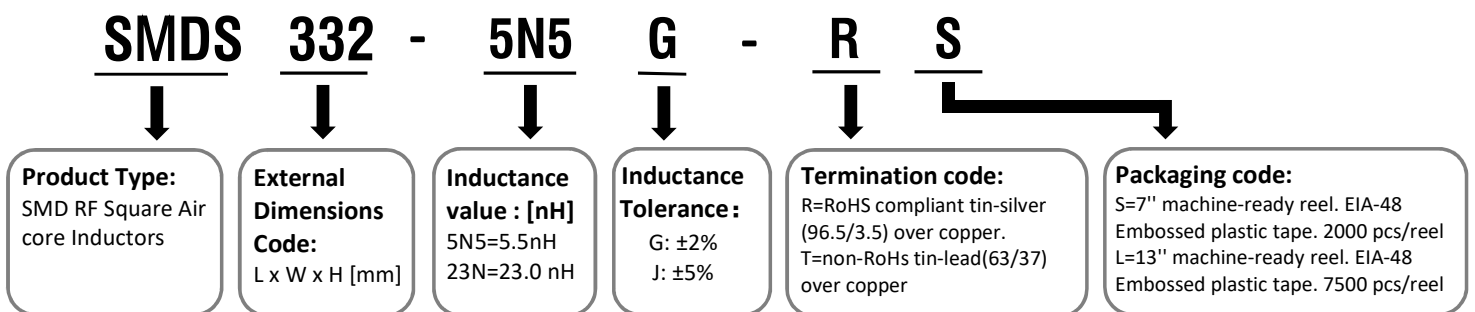 SMDS 332 - 5N5 G - R S
Product Type:
SMD RF Square Air
core Inductors
External
Dimensions
Code:
L x W x H [mm]
Inductance
value : [nH]
5N5=5.5nH
23N=23.0 nH
Inductance
Tolerance：
G: ±2%
J: ±5%
Termination code:
R=RoHS compliant tin-silver
(96.5/3.5) over copper.
T=non-RoHs tin-lead(63/37)
over copper
Packaging code:
S=7'' machine-ready reel. EIA-48
Embossed plastic tape. 2000 pcs/reel
L=13'' machine-ready reel. EIA-48
Embossed plastic tape. 7500 pcs/reel